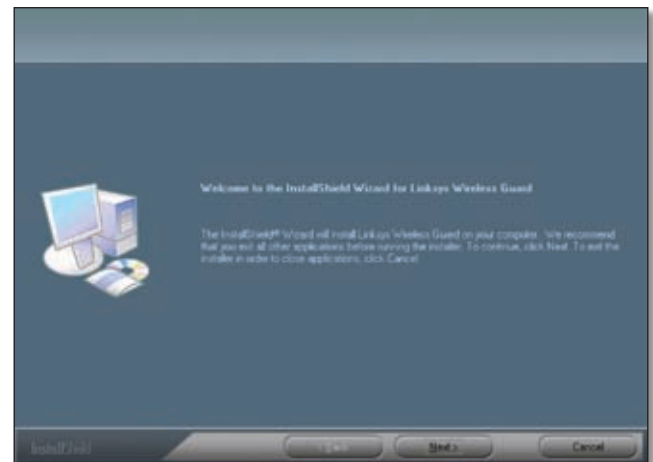 Welcome to the InstallShield Wizard for Linksys Wireless Guard
The InstallShield® Wizard will install Linksys Wireless Guard on your computer. We recommend
that you exit all other applications before running the installer. To continue, click Next. To exit the
installer in order to close applications, click Cancel
InstallShield
< Back
Next >
Cancel